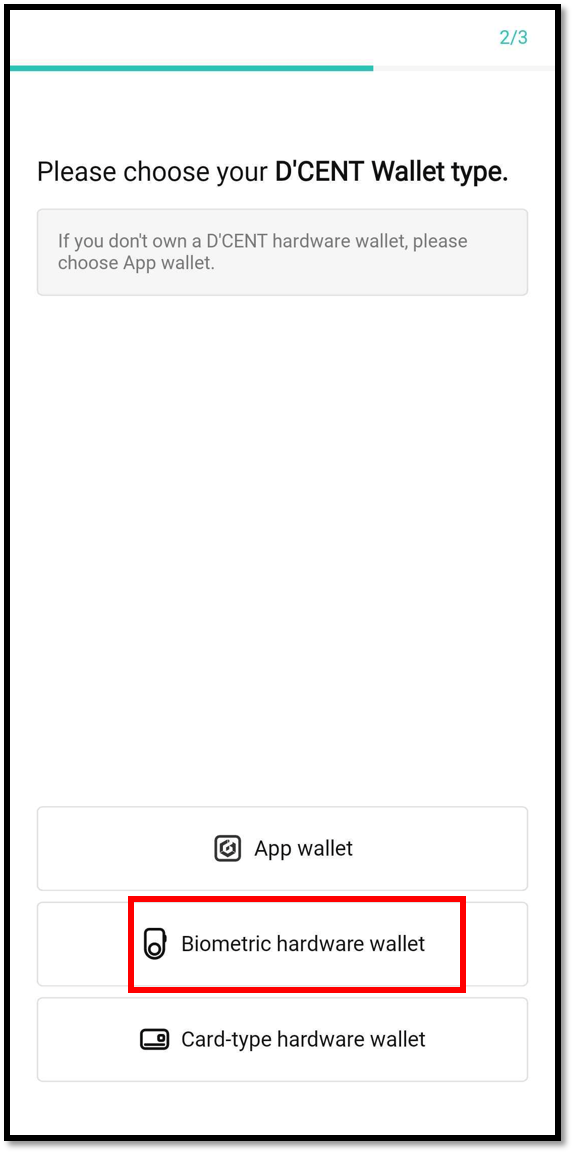 2/3
Please choose your D'CENT Wallet type.
If you don't own a D'CENT hardware wallet, please
choose App wallet.
App wallet
Biometric hardware wallet
Card-type hardware wallet